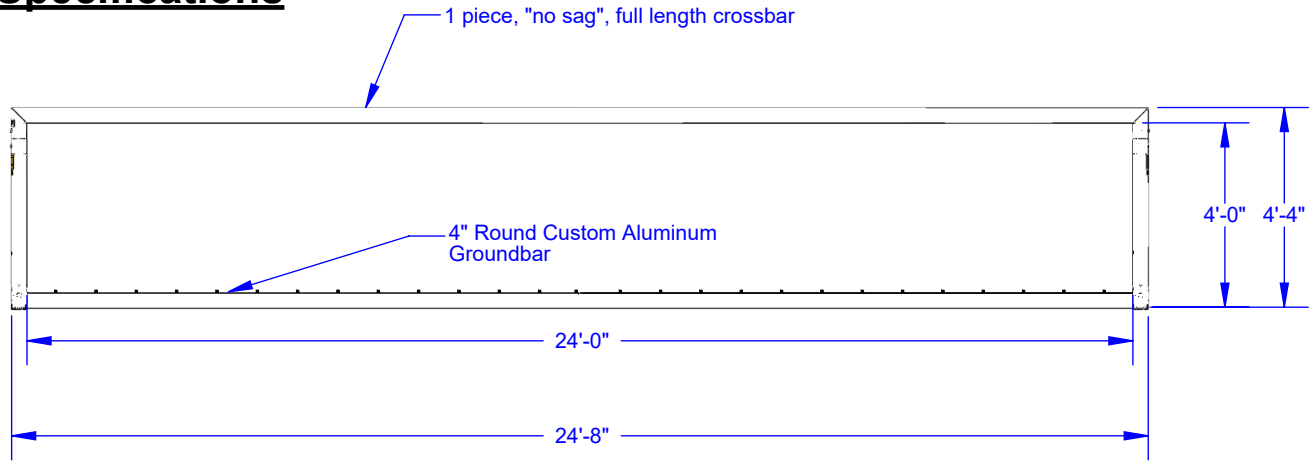 Specifications
1 piece, "no sag", full length crossbar
4'-0"
4'-4"
4" Round Custom Aluminum
Groundbar
24'-0"
24'-8"